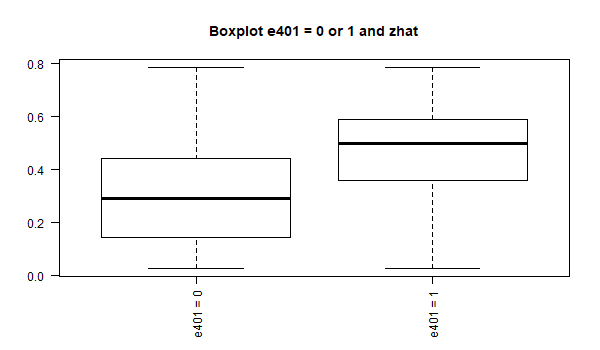 Boxplot e401 = 0 or 1 and zhat
0.8
0.6
0.4
0.2
0.0
e401 = 0
e401 = 1